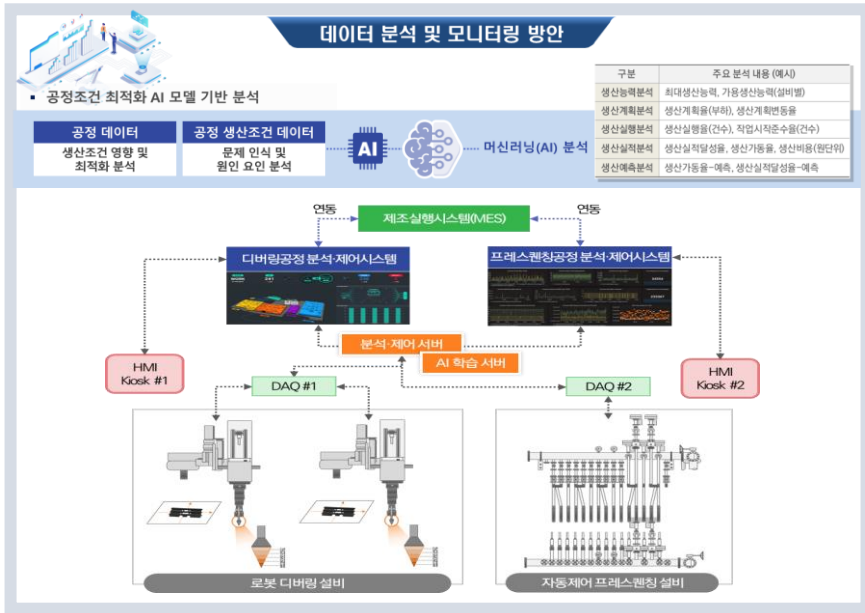 데이터 분석 및 모니터링 방안
▪ 공정조건 최적화 AI 모델 기반 분석
공정 데이터
생산조건 영향 및
최적화 분석
공정 생산조건 데이터
문제 인식 및
원인 요인 분석
AI
머신러닝(AI) 분석
구분 주요 분석 내용 (예시)
생산능력분석 최대생산능력, 가용생산능력(설비별)
생산계획분석 생산계획율(부하), 생산계획변동율
생산실행분석 생산실행율(건수), 작업시작준수율(건수)
생산실적분석 생산실적달성율, 생산가동율, 생산비용(원단위)
생산예측분석 생산가동율-예측, 생산실적달성율-예측
연동
제조실행시스템(MES)
연동
디버링공정 분석·제어시스템
프레스퀜칭공정 분석·제어시스템
분석·제어 서버
AI 학습 서버
HMI
Kiosk #1
DAQ #1
DAQ #2
HMI
Kiosk #2
로봇 디버링 설비
자동제어 프레스퀜칭 설비